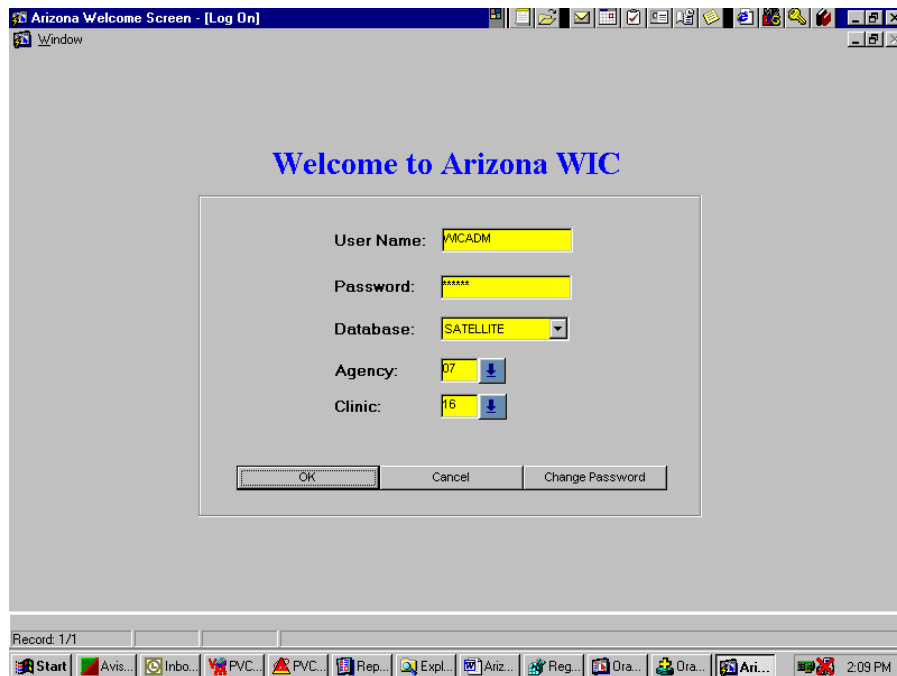 Arizona Welcome Screen - [Log On]
Window
Welcome to Arizona WIC
User Name: WICADM
Password: ******
Database: SATELLITE
Agency: 07
Clinic: 16
OK Cancel Change Password
Record: 1/1
Start Avis... Inbo... PVC... PVC... Rep... Expl... Ariz... Reg... Ora... Ora... Ari... 2:09 PM